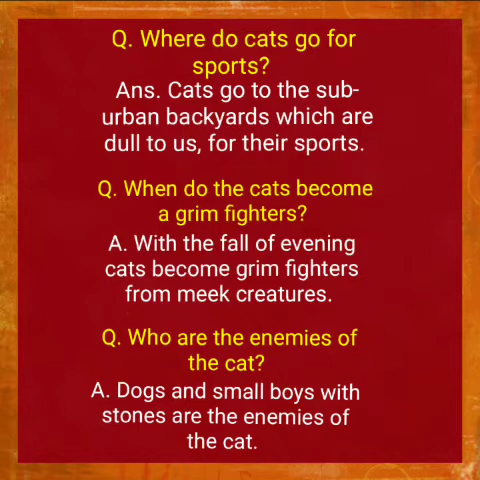 Q. Where do cats go for
sports?
Ans. Cats go to the sub-
urban backyards which are
dull to us, for their sports.
Q. When do the cats become
a grim fighters?
A. With the fall of evening
cats become grim fighters
from meek creatures.
Q. Who are the enemies of
the cat?
A. Dogs and small boys with
stones are the enemies of
the cat.